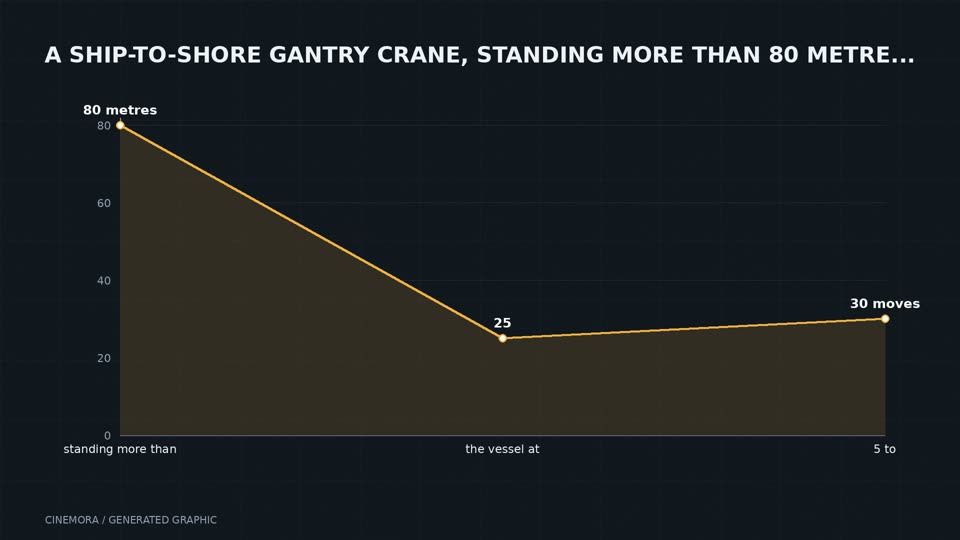 A SHIP-TO-SHORE GANTRY CRANE, STANDING MORE THAN 80 METRE...
80 metres
80
60
40
30 moves
25
20
0
standing more than
the vessel at
5 to
CINEMORA / GENERATED GRAPHIC